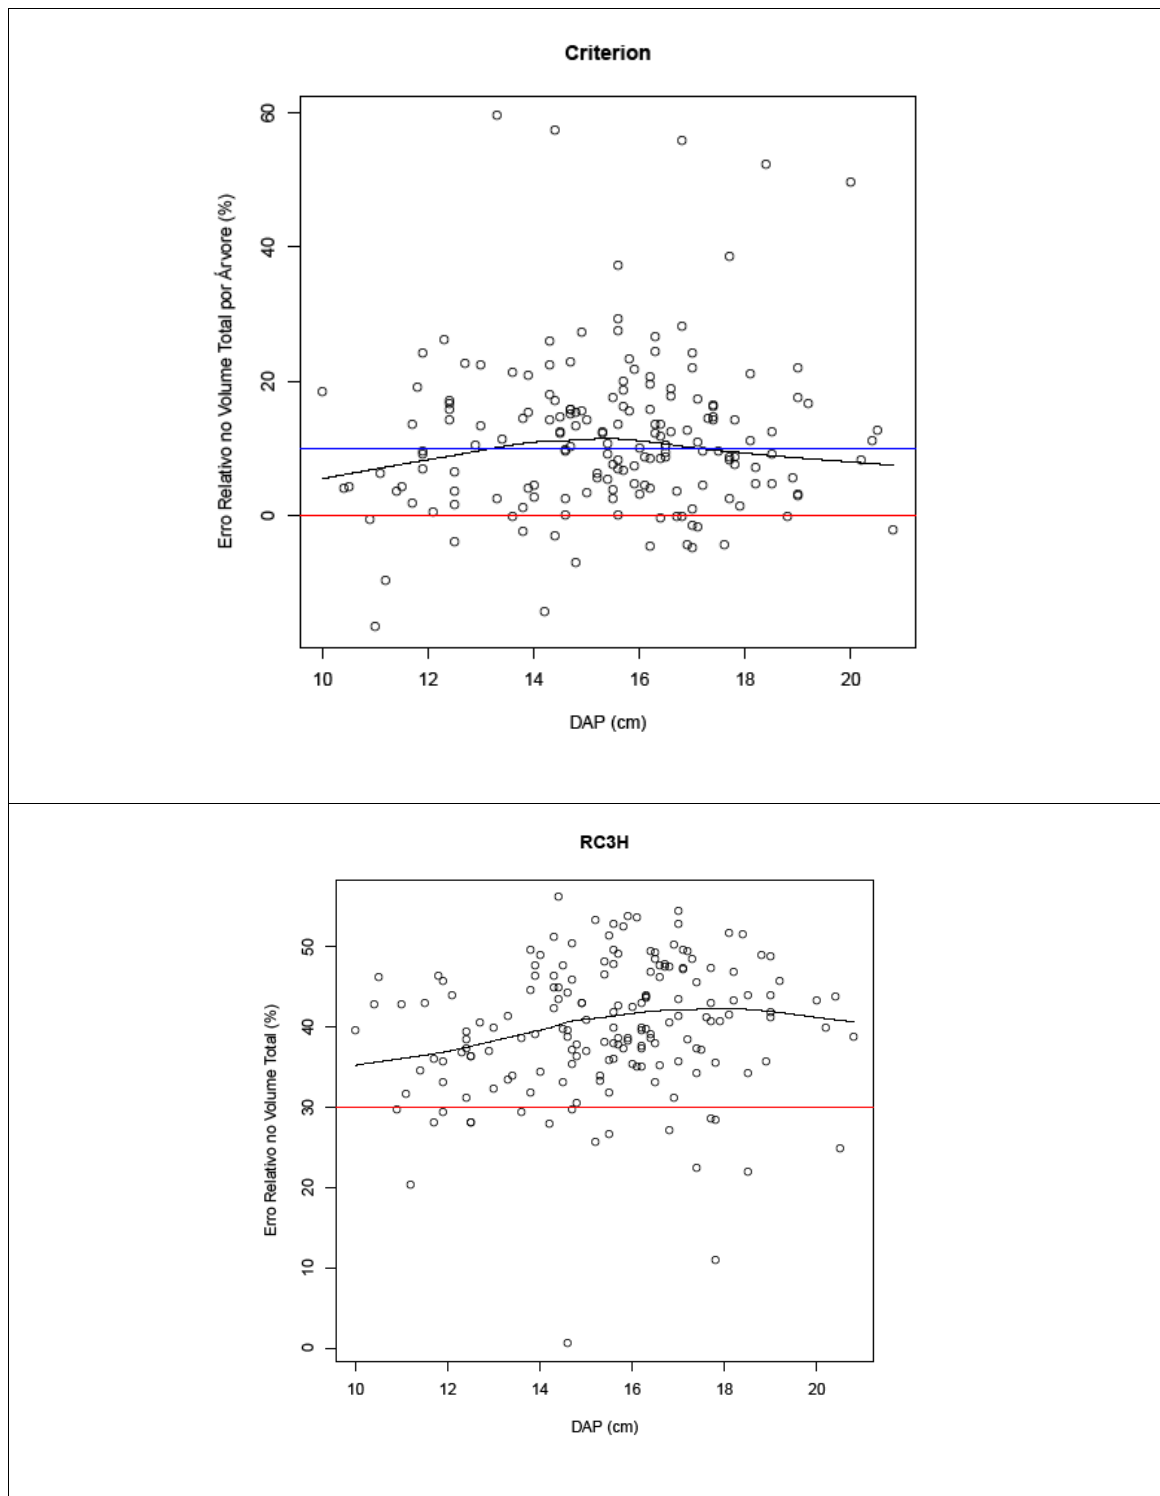 Criterion
Erro Relativo no Volume Total por Árvore (%)
60
40
20
0
10 12 14 16 18 20
DAP (cm)
RC3H
Erro Relativo no Volume Total (%)
50
40
30
20
10
0
10 12 14 16 18 20
DAP (cm)